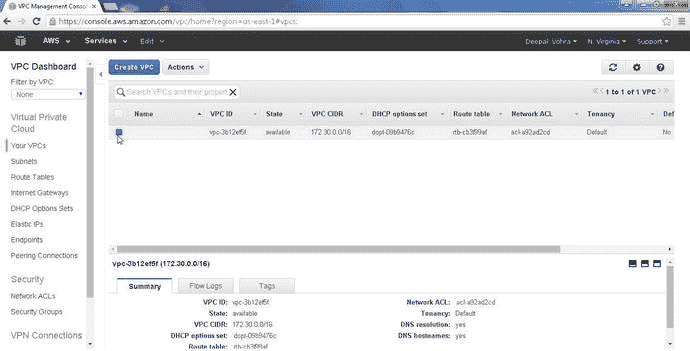 VPC Management Consol
https://console.aws.amazon.com/vpc/home?region=us-east-1#vpcs:
AWS Services Edit Deepak Vohra N. Virginia Support
VPC Dashboard
Filter by VPC:
None
Virtual Private Cloud
Your VPCs
Subnets
Route Tables
Internet Gateways
DHCP Options Sets
Elastic IPs
Endpoints
Peering Connections
Security
Network ACLs
Security Groups
VPN Connections
Create VPC Actions
Search VPCs and their propert
1 to 1 of 1 VPC
Name VPC ID State VPC CIDR DHCP options set Route table Network ACL Tenancy Def
vpc-3b12ef5f available 172.30.0.0/16 dopt-09b9476c rtb-cb3f99af acl-a92ad2cd Default No
vpc-3b12ef5f (172.30.0.0/16)
Summary Flow Logs Tags
VPC ID: vpc-3b12ef5f Network ACL: acl-a92ad2cd
State: available Tenancy: Default
VPC CIDR: 172.30.0.0/16 DNS resolution: yes
DHCP options set: dopt-09b9476c DNS hostnames: yes
Route table: rtb-cb3f99af